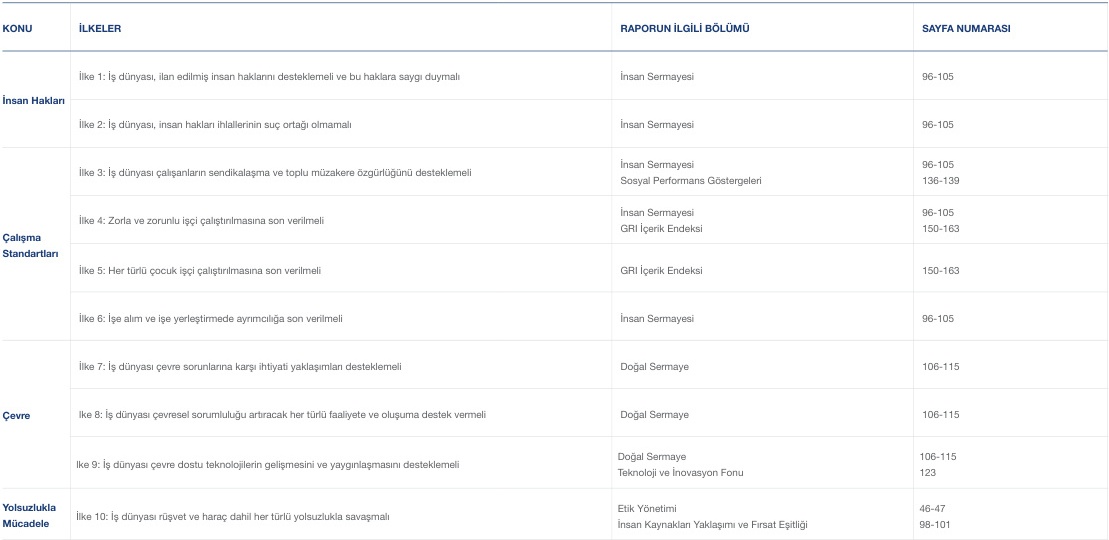 KONU İLKELER RAPORUN İLGİLİ BÖLÜMÜ SAYFA NUMARASI
İnsan Hakları
İlke 1: İş dünyası, ilan edilmiş insan haklarını desteklemeli ve bu haklara saygı duymalı İnsan Sermayesi 96-105
İlke 2: İş dünyası, insan hakları ihlallerinin suç ortağı olmamalı İnsan Sermayesi 96-105
Çalışma
Standartları
İlke 3: İş dünyası çalışanların sendikalaşma ve toplu müzakere özgürlüğünü desteklemeli İnsan Sermayesi 96-105
Sosyal Performans Göstergeleri 136-139
İlke 4: Zorla ve zorunlu işçi çalıştırılmasına son verilmeli İnsan Sermayesi 96-105
GRI İçerik Endeksi 150-163
İlke 5: Her türlü çocuk işçi çalıştırılmasına son verilmeli GRI İçerik Endeksi 150-163
İlke 6: İşe alım ve işe yerleştirmede ayrımcılığa son verilmeli İnsan Sermayesi 96-105
Çevre
İlke 7: İş dünyası çevre sorunlarına karşı ihtiyati yaklaşımları desteklemeli Doğal Sermaye 106-115
lke 8: İş dünyası çevresel sorumluluğu artıracak her türlü faaliyete ve oluşuma destek vermeli Doğal Sermaye 106-115
lke 9: İş dünyası çevre dostu teknolojilerin gelişmesini ve yaygınlaşmasını desteklemeli Doğal Sermaye 106-115
Teknoloji ve İnovasyon Fonu 123
Yolsuzlukla
Mücadele
İlke 10: İş dünyası rüşvet ve haraç dahil her türlü yolsuzlukla savaşmalı Etik Yönetimi 46-47
İnsan Kaynakları Yaklaşımı ve Fırsat Eşitliği 98-101